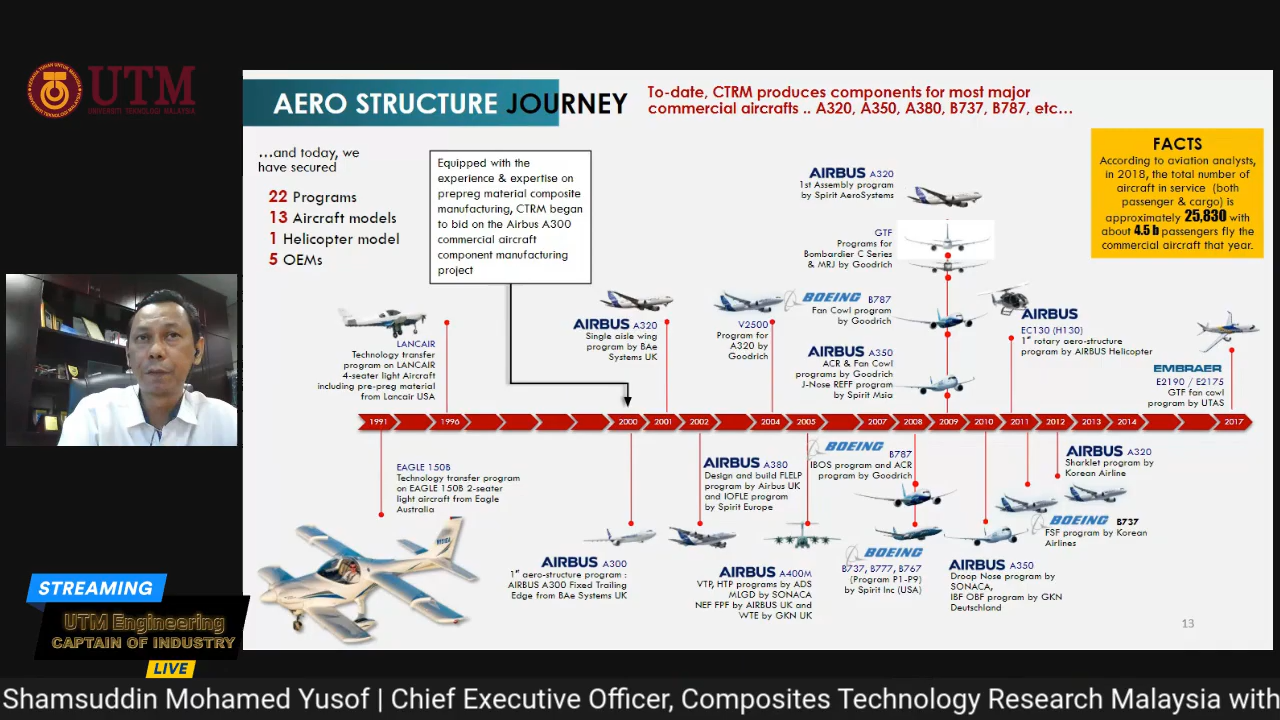 UTM
UNIVERSITI TEKNOLOGI MALAYSIA
AERO STRUCTURE JOURNEY
To-date, CTRM produces components for most major
commercial aircrafts .. A320, A350, A380, B737, B787, etc...
...and today, we
have secured
22 Programs
13 Aircraft models
1 Helicopter model
5 OEMs
Equipped with the
experience & expertise on
prepreg material composite
manufacturing, CTRM began
to bid on the Airbus A300
commercial aircraft
component manufacturing
project
FACTS
According to aviation analysts,
in 2018, the total number of
aircraft in service (both
passenger & cargo) is
approximately 25,830 with
about 4.5 b passengers fly the
commercial aircraft that year.
AIRBUS A320
1st Assembly program
by Spirit AeroSystems
GTF
Programs for
Bombardier C Series
& MRJ by Goodrich
BOEING B787
Fan Cowl program
by Goodrich
AIRBUS A350
ACR & Fan Cowl
programs by Goodrich
J-Nose REFF program
by Spirit Msia
LANCAIR
Technology transfer
program on LANCAIR
4-seater light Aircraft
including pre-preg material
from Lancair USA
AIRBUS A320
Single aisle wing
program by BAe
Systems UK
V2500
Program for
A320 by
Goodrich
AIRBUS
EC130 (H130)
1st rotary aero-structure
program by AIRBUS Helicopter
EMBRAER
E2190 / E2175
GTF fan cowl
program by UTAS
1991 1996 2000 2001 2002 2004 2005 2007 2008 2009 2010 2011 2012 2013 2014 2017
EAGLE 150B
Technology transfer program
on EAGLE 150B 2-seater
light aircraft from Eagle
Australia
AIRBUS A300
1st aero-structure program :
AIRBUS A300 Fixed Trailing
Edge from BAe Systems UK
AIRBUS A380
Design and build FLELP
program by Airbus UK
and IOFLE program
by Spirit Europe
AIRBUS A400M
VTP, HTP programs by ADS
MLGD by SONACA
NEF FPF by AIRBUS UK and
WTE by GKN UK
BOEING B787
IBOS program and ACR
program by Goodrich
BOEING
B737, B777, B767
(Program P1-P9)
by Spirit Inc (USA)
AIRBUS A350
Droop Nose program by
SONACA,
IBF OBF program by GKN
Deutschland
AIRBUS A320
Sharklet program by
Korean Airline
BOEING B737
FSF program by Korean
Airlines
13
STREAMING
UTM Engineering
CAPTAIN OF INDUSTRY
LIVE
Shamsuddin Mohamed Yusof | Chief Executive Officer, Composites Technology Research Malaysia with